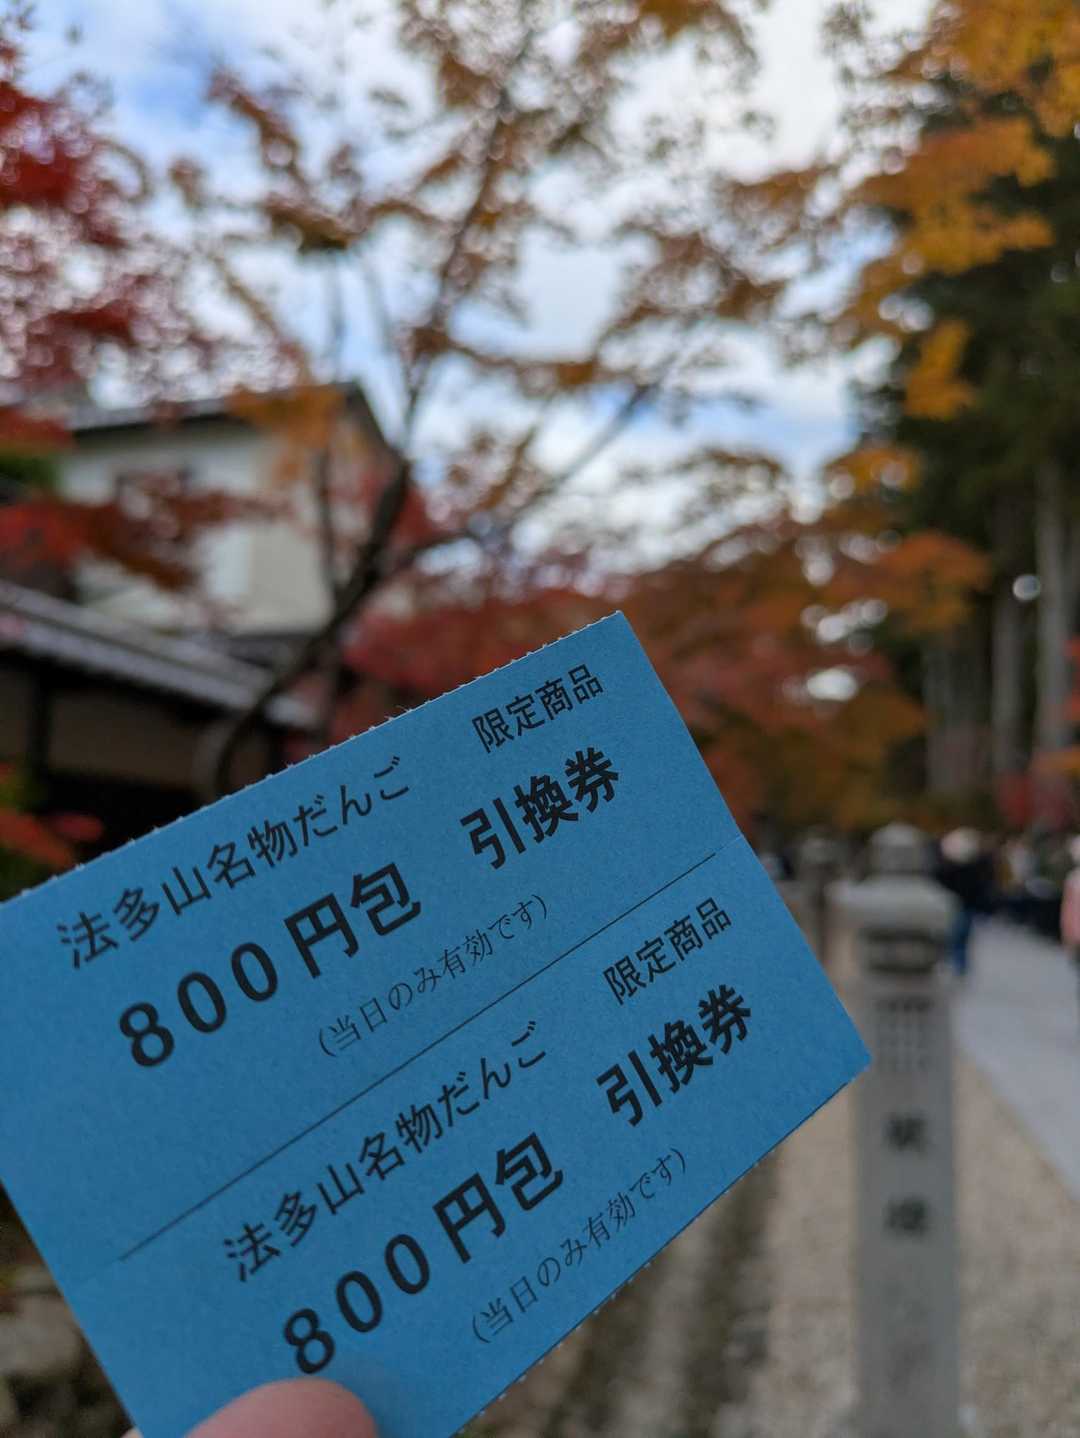 限定商品
法多山名物だんご
引換券
800円包
(当日のみ有効です)
限定商品
法多山名物だんご
引換券
800円包
(当日のみ有効です)